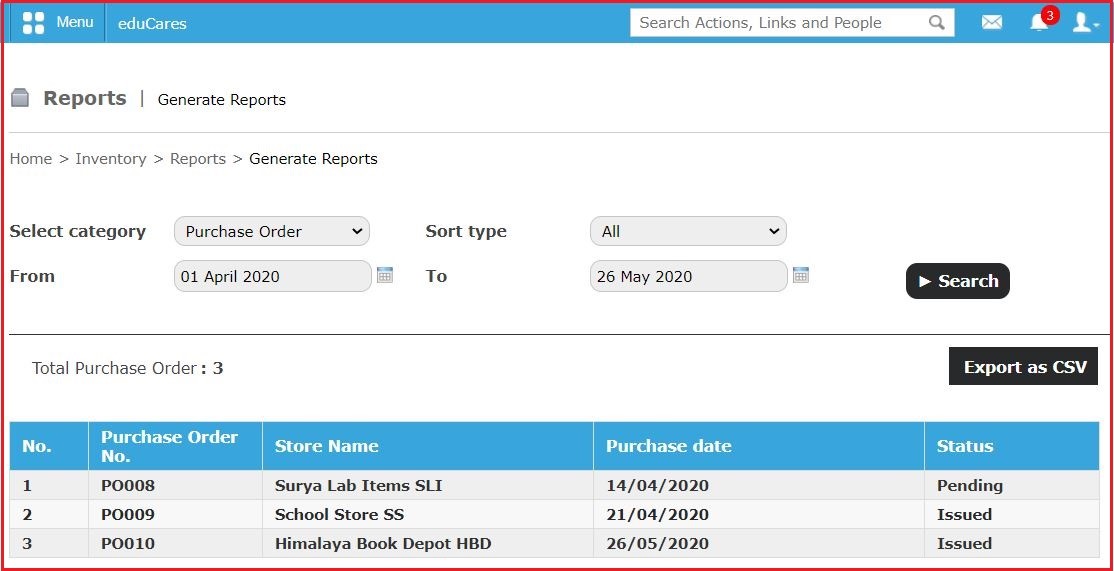 Menu eduCares Search Actions, Links and People 3
Reports | Generate Reports
Home > Inventory > Reports > Generate Reports
Select category Purchase Order Sort type All
From 01 April 2020 To 26 May 2020 ► Search
Total Purchase Order : 3 Export as CSV
No. Purchase Order No. Store Name Purchase date Status
1 PO008 Surya Lab Items SLI 14/04/2020 Pending
2 PO009 School Store SS 21/04/2020 Issued
3 PO010 Himalaya Book Depot HBD 26/05/2020 Issued